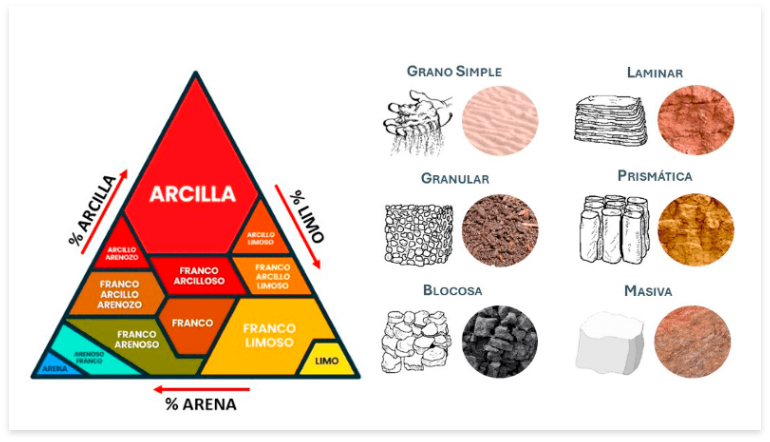 ARCILLA
ARCILLO
ARENOZO
ARCILLO
LIMOSO
FRANCO
ARCILLO
ARENOZO
FRANCO
ARCILLOSO
FRANCO
ARCILLO
LIMOSO
FRANCO
ARENOSO
FRANCO
FRANCO
LIMOSO
ARENA
ARENOSO
FRANCO
LIMO
% ARCILLA
% LIMO
% ARENA
GRANO SIMPLE
LAMINAR
GRANULAR
PRISMÁTICA
BLOCOSA
MASIVA